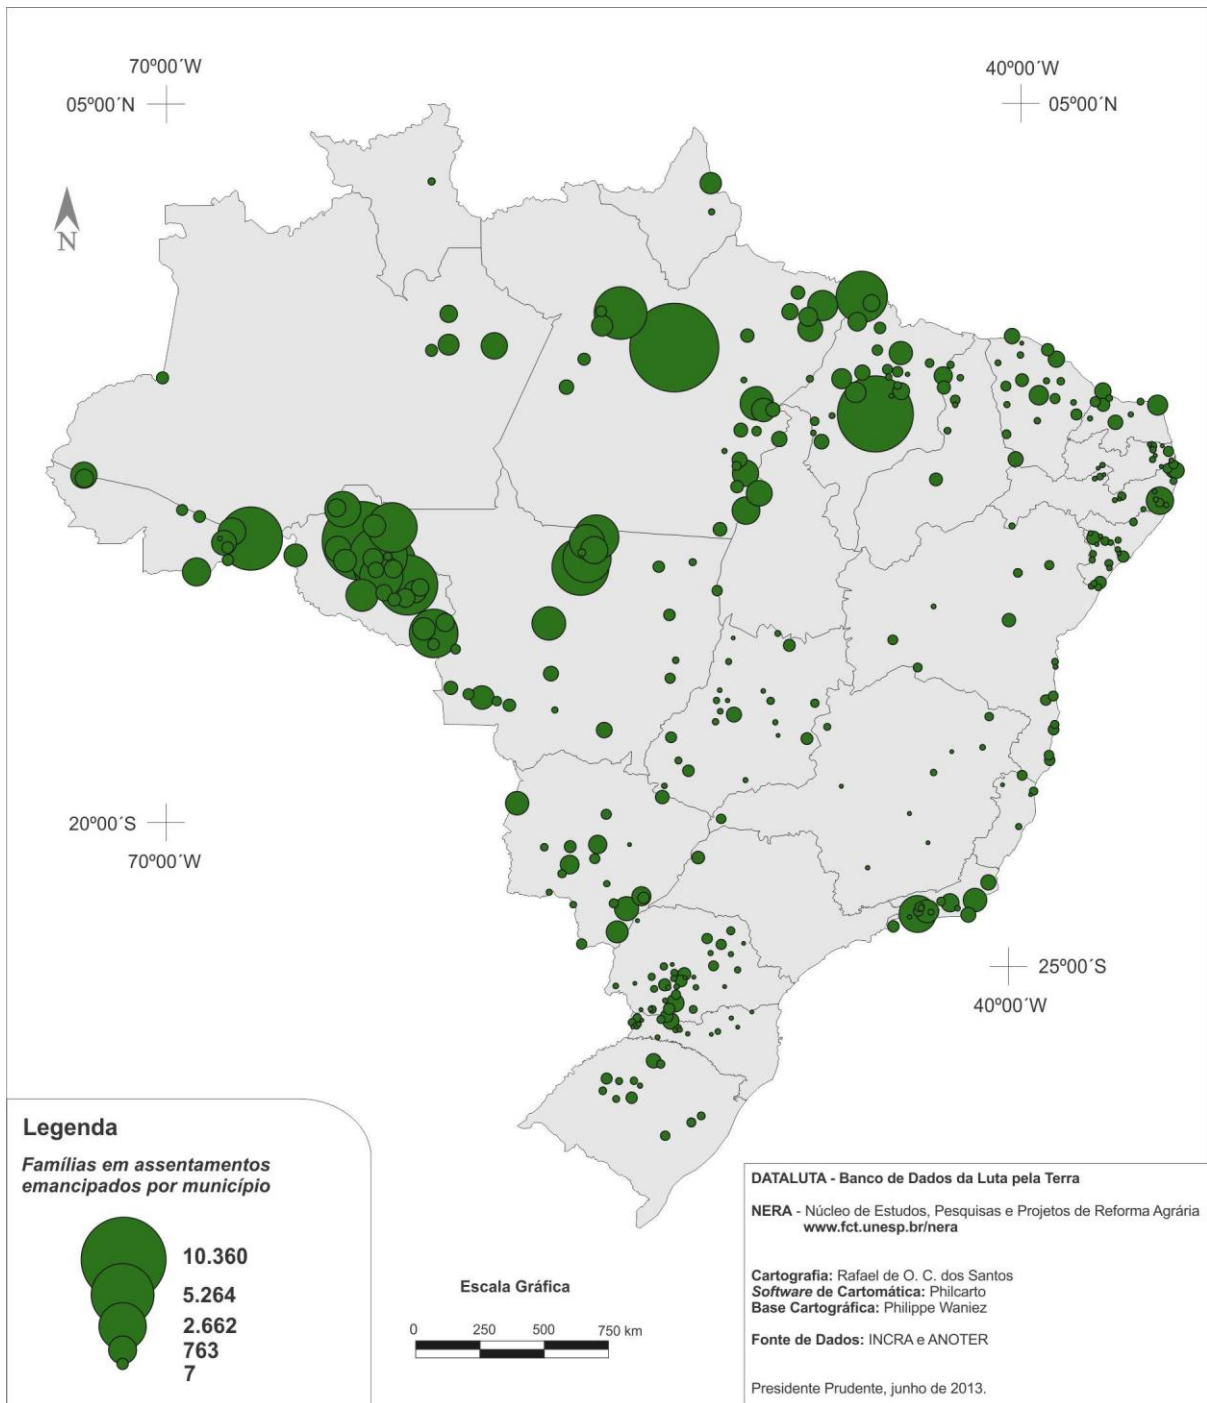 70º00´W
40º00´W
05º00´N
05º00´N
N
20º00´S
70º00´W
25º00´S
40º00´W
Legenda
Famílias em assentamentos
emancipados por município
10.360
5.264
2.662
763
7
Escala Gráfica
0 250 500 750 km
DATALUTA - Banco de Dados da Luta pela Terra
NERA - Núcleo de Estudos, Pesquisas e Projetos de Reforma Agrária
www.fct.unesp.br/nera
Cartografia: Rafael de O. C. dos Santos
Software de Cartomática: Philcarto
Base Cartográfica: Philippe Waniez
Fonte de Dados: INCRA e ANOTER
Presidente Prudente, junho de 2013.